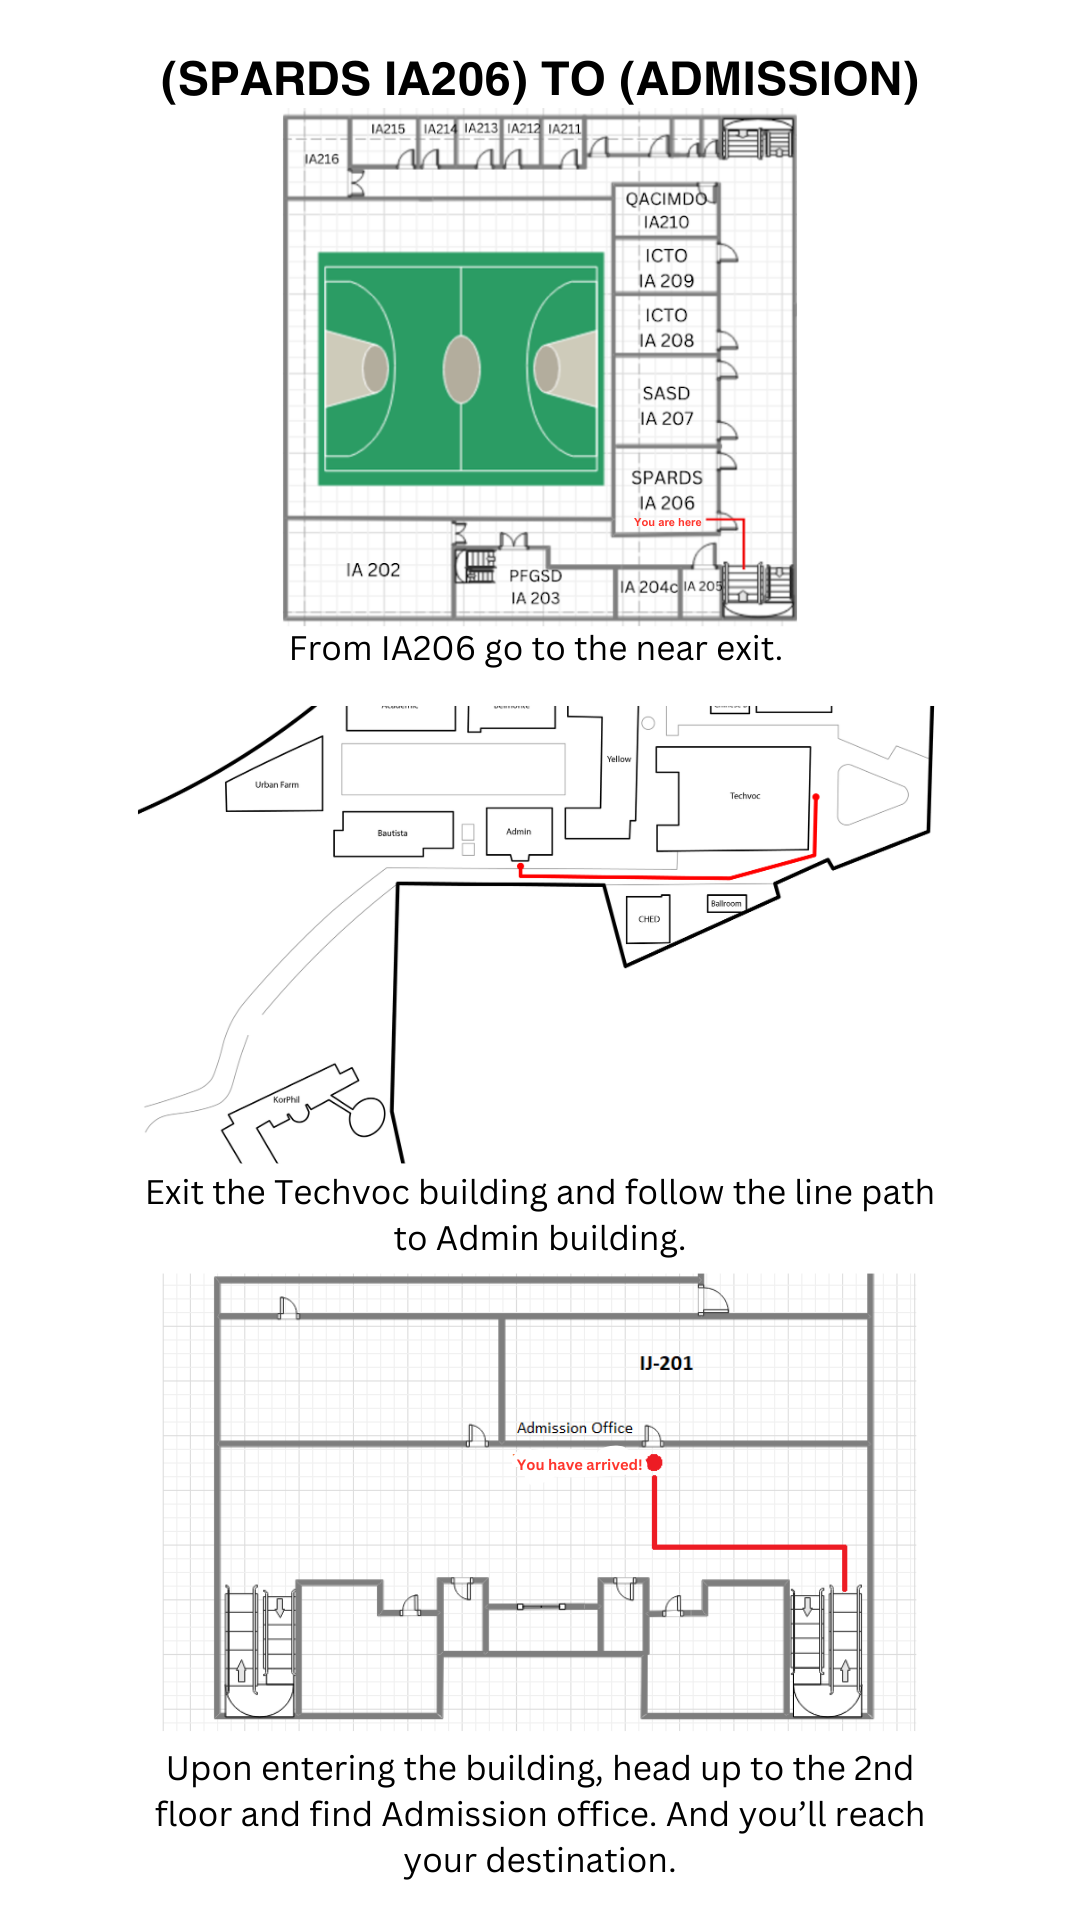 (SPARDS IA206) TO (ADMISSION)
IA215
IA214
IA213
IA212
IA211
IA216
QACIMDO
IA210
ICTO
IA 209
ICTO
IA 208
SASD
IA 207
SPARDS
IA 206
You are here
IA 202
PFGSD
IA 203
IA 204c
IA 205
From IA206 go to the near exit.
Academic
Belmonte
Yellow
Urban Farm
Techvoc
Bautista
Admin
CHED
Ballroom
KorPhil
Exit the Techvoc building and follow the line path
to Admin building.
IJ-201
Admission Office
You have arrived!
Upon entering the building, head up to the 2nd
floor and find Admission office. And you’ll reach
your destination.